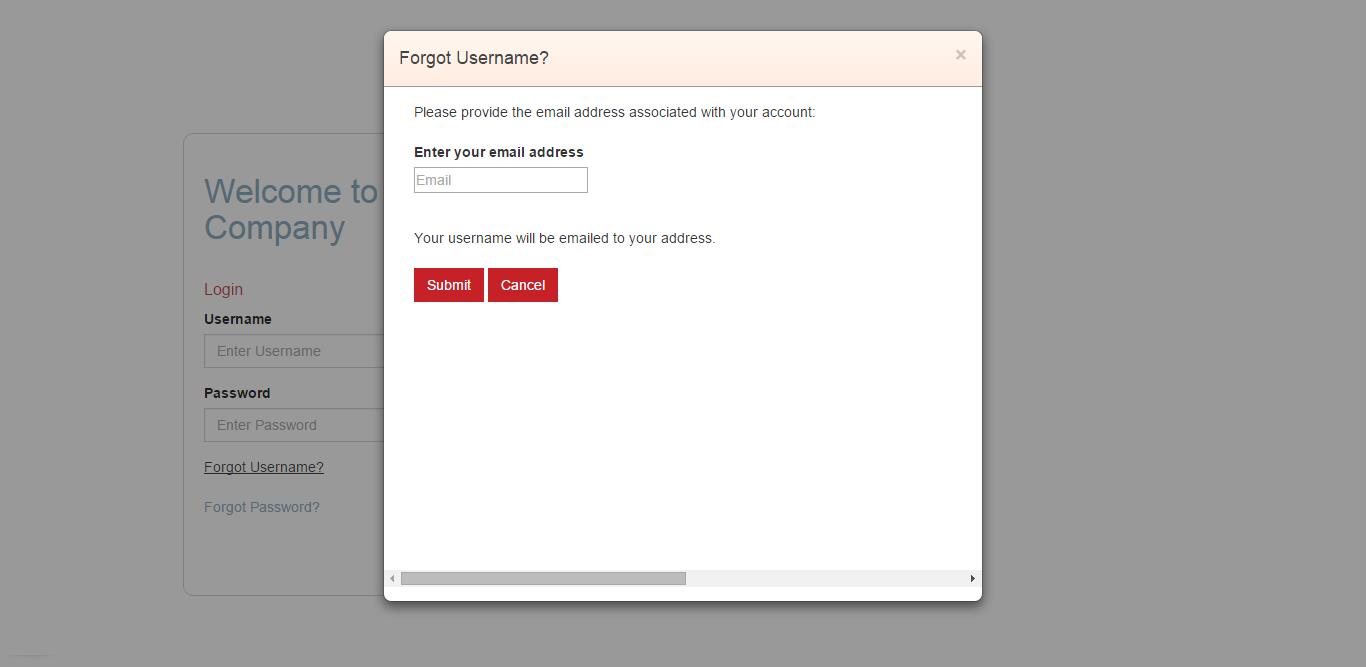 Forgot Username?
×
Please provide the email address associated with your account:
Enter your email address
Email
Your username will be emailed to your address.
Submit Cancel
Welcome to
Company
Login
Username
Enter Username
Password
Enter Password
Forgot Username?
Forgot Password?